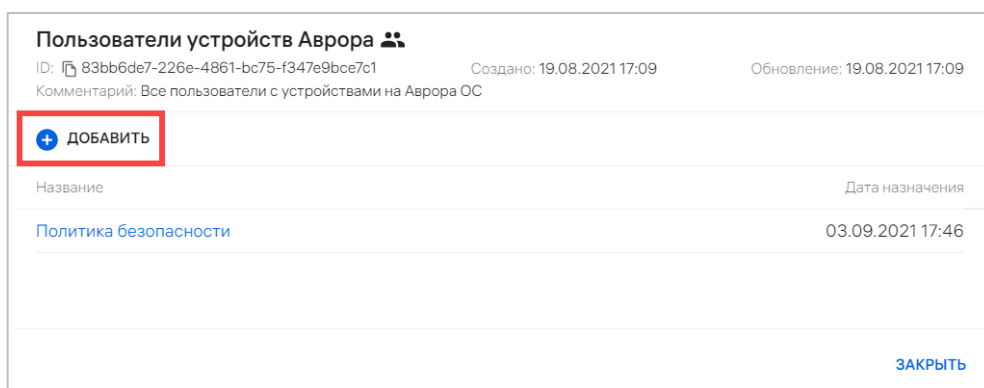 Пользователи устройств Аврора
ID: 83bb6de7-226e-4861-bc75-f347e9bce7c1 Создано: 19.08.2021 17:09 Обновление: 19.08.2021 17:09
Комментарий: Все пользователи с устройствами на Аврора ОС
ДОБАВИТЬ
Название Дата назначения
Политика безопасности 03.09.2021 17:46
ЗАКРЫТЬ